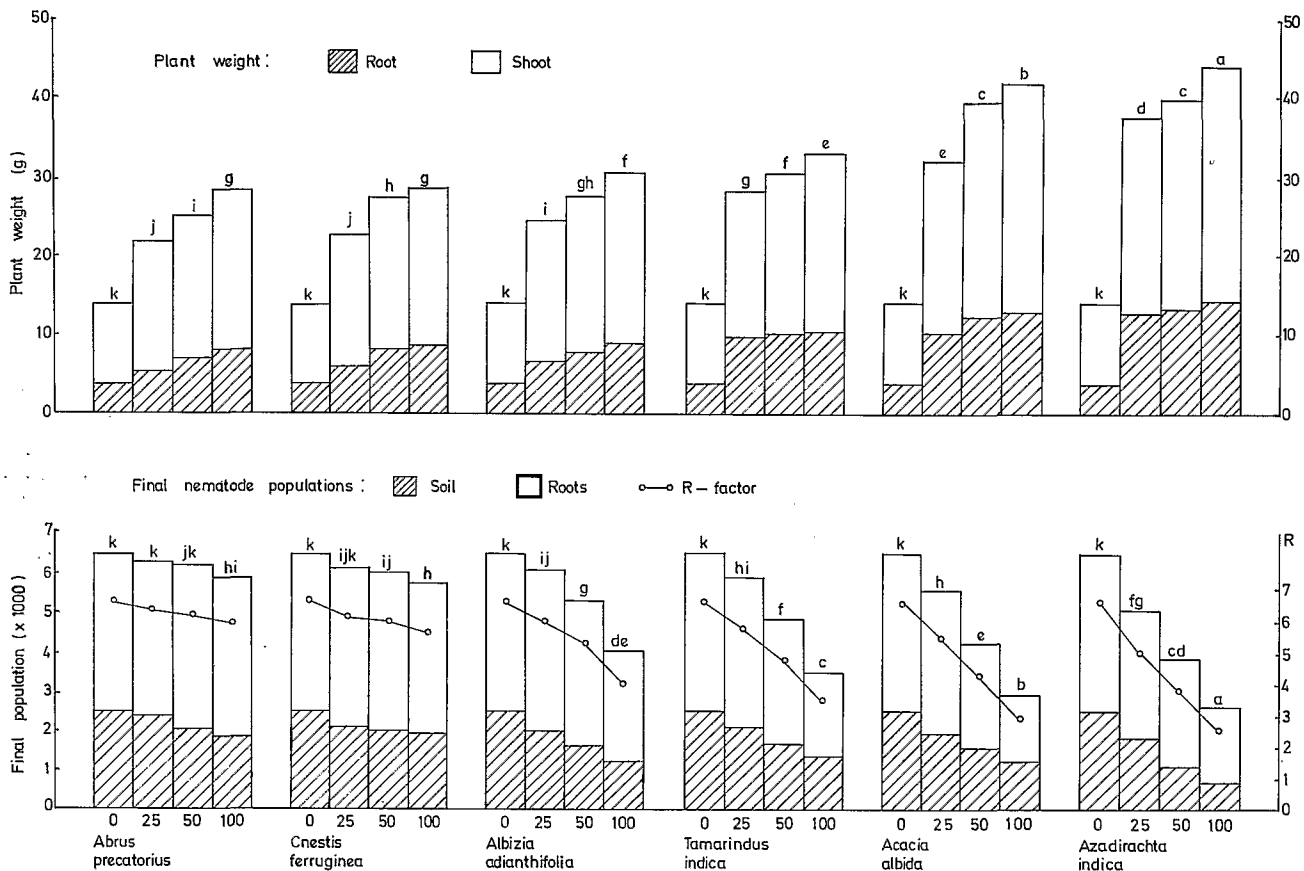 50
50
Plant weight : Root Shoot
a
b
c
d
c
40
40
e
e
f
f
30
g
g
h
gh
g
30
i
j
i
j
20
20
k
k
k
k
k
k
10
10
0
0
Plant weight (g)
Final nematode populations : Soil Roots R – factor
7
k
k
jk
hi
k
ijk
ij
h
k
ij
g
de
k
hi
f
c
k
h
e
b
k
fg
cd
a
R
6
5
4
3
2
1
0
7
6
5
4
3
2
1
0
Final population (x 1000)
0 25 50 100 0 25 50 100 0 25 50 100 0 25 50 100 0 25 50 100 0 25 50 100
Abrus precatorius
Cnestis ferruginea
Albizia adianthifolia
Tamarindus indica
Acacia albida
Azadirachta indica